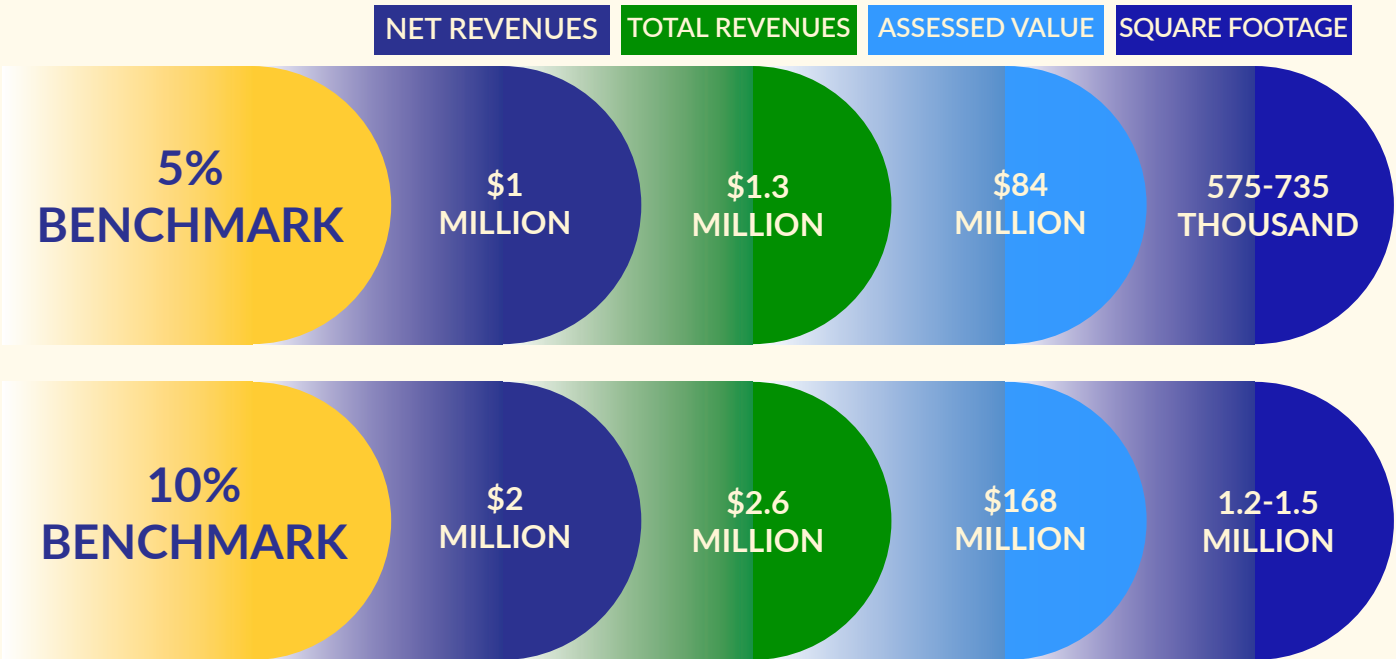 NET REVENUES
TOTAL REVENUES
ASSESSED VALUE
SQUARE FOOTAGE
5%
BENCHMARK
$1
MILLION
$1.3
MILLION
$84
MILLION
575-735
THOUSAND
10%
BENCHMARK
$2
MILLION
$2.6
MILLION
$168
MILLION
1.2-1.5
MILLION